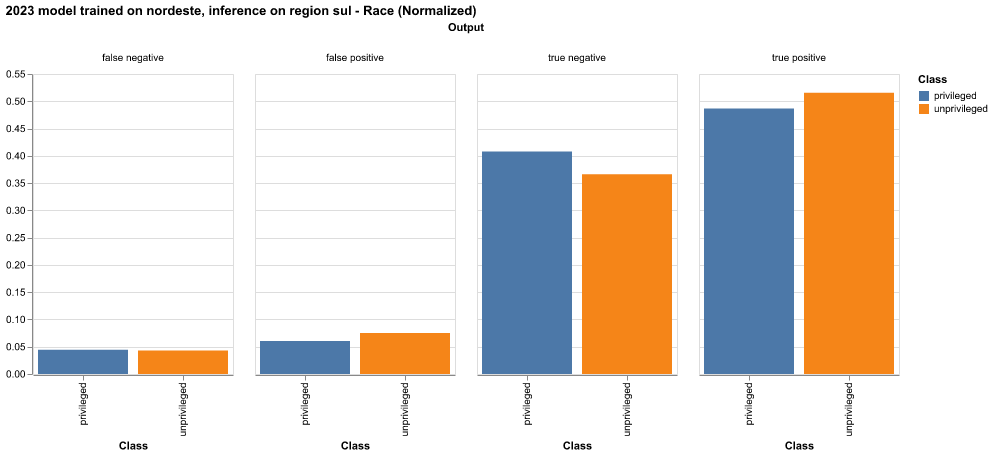 2023 model trained on nordeste, inference on region sul - Race (Normalized)
Output
false negative
false positive
true negative
true positive
0.55
0.50
0.45
0.40
0.35
0.30
0.25
0.20
0.15
0.10
0.05
0.00
privileged
unprivileged
privileged
unprivileged
privileged
unprivileged
privileged
unprivileged
Class
Class
Class
Class
Class
privileged
unprivileged